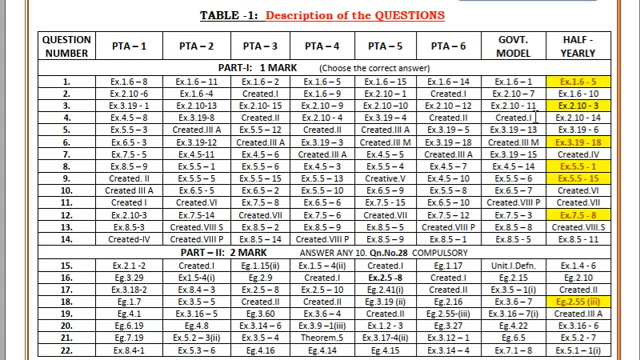 TABLE -1: Description of the QUESTIONS
QUESTION NUMBER PTA – 1 PTA – 2 PTA – 3 PTA – 4 PTA – 5 PTA – 6 GOVT. MODEL HALF - YEARLY
PART-I: 1 MARK (Choose the correct answer)
1. Ex.1.6 – 8 Ex.1.6 – 11 Ex.1.6 – 2 Ex.1.6 – 5 Ex.1.6 – 15 Ex.1.6 – 14 Ex.1.6 – 1 Ex.1.6 - 5
2. Ex.2.10 –6 Ex.1.6 -4 Created.I Ex.1.6 – 9 Ex.2.10 – 1 Created.I Ex.2.10 – 7 Ex.1.6 - 10
3. Ex.3.19 - 1 Ex.2.10-13 Ex.2.10- 15 Ex.2.10 – 9 Ex.2.10 –10 Ex.2.10 – 12 Ex.2.10 - 11 Ex.2.10 - 3
4. Ex.4.5 – 8 Ex.3.19-8 Created.II Ex.2.10 - 4 Ex.3.19 – 4 Created.II Created.I Ex.2.10 - 14
5. Ex.5.5 – 3 Created.III A Ex.5.5 – 12 Created.II Created.III A Ex.3.19 – 5 Ex.3.19 – 13 Ex.3.19 - 6
6. Ex.6.5 – 3 Ex.3.19-12 Created.III A Ex.3.19 – 3 Created.III M Ex.3.19 – 18 Created.III M Ex.3.19 - 18
7. Ex.7.5 – 5 Ex.4.5-11 Ex.4.5 – 6 Created.III A Ex.4.5 – 5 Created.III A Ex.3.19 – 15 Created.IV
8. Ex.8.5 – 9 Ex.5.5 – 1 Ex.5.5 – 6 Ex.4.5 – 3 Ex.4.5 – 4 Ex.4.5 – 7 Ex.4.5 – 14 Ex.5.5 - 1
9. Created. II Ex.5.5 – 5 Ex.5.5 – 15 Ex.5.5 – 13 Creative.V Ex.4.5 – 10 Ex.5.5 – 6 Ex.5.5 - 15
10. Created III A Ex.6.5 - 5 Ex.6.5 – 2 Ex.5.5 – 10 Ex.6.5 – 9 Ex.5.5 – 8 Ex.6.5 – 7 Created.VI
11. Created I Created.VI Ex.7.5 – 8 Ex.6.5 – 6 Ex.7.5 – 15 Ex.6.5 – 10 Created.VIII P Created.VII
12. Ex.2.10-3 Ex.7.5-14 Created.VII Ex.7.5 – 6 Ex.8.5 – 6 Ex.7.5 – 12 Ex.7.5 – 3 Ex.7.5 - 8
13. Ex.8.5-3 Created.VIII S Ex.8.5 – 2 Ex.7.5 – 9 Ex.8.5 – 8 Created.VII Ex.8.5 – 8 Created.VIII.S
14. Created-IV Created.VIII P Ex.8.5 – 14 Created.VIII P Ex.8.5 – 9 Ex.8.5 – 1 Ex.8.5 - 5 Ex.8.5 - 11
PART – II: 2 MARK ANSWER ANY 10. Qn.No.28 COMPULSORY
15. Ex.2.1 -2 Created.I Eg.1.15(ii) Ex.1.5 – 4(ii) Created.I Eg.1.17 Unit.I.Defn. Ex.1.4 - 6
16. Eg.3.29 Ex.1.5-4(i) Eg.2.9 Created.I Ex.2.5 -8 Created.I Eg.2.15 Eg.2.10
17. Ex.3.18-2 Ex.8.4 – 3 Ex.2.5 – 8 Ex.2.5 – 10 Eg.2.41(i) Ex.2.5 – 2 Ex.3.5 – 1(i) Created.II
18. Eg.1.7 Ex.3.5 – 5 Created.II Created.II Eg.3.19 (ii) Eg.2.16 Ex.3.6 – 7 Eg.2.55 (iii)
19. Eg.4.1 Ex.3.16 – 5 Eg.3.60 Ex.3.6 – 4 Created.II Eg.2.55-(iii) Ex.3.16 – 7(i) Created.II
20. Eg.6.19 Eg.4.8 Ex.3.14 – 6 Ex.3.9 –1(iii) Ex.1.2 - 3 Ex.3.27 Eg.4.22 Ex.3.16 - 6
21. Eg.7.19 Ex.5.2 – 3(ii) Ex.3.14 – 5 Theorem.5 Ex.3.17-4(ii) Ex.3.12 – 1 Eg.6.5 Ex.5.2 - 7
22. Ex.8.4-1 Ex.5.3 – 6 Eg.4.16 Eg.4.14 Eg.4.15 Ex.3.14 – 4 Ex.7.1 – 8 Ex.5.1 – 1(i)